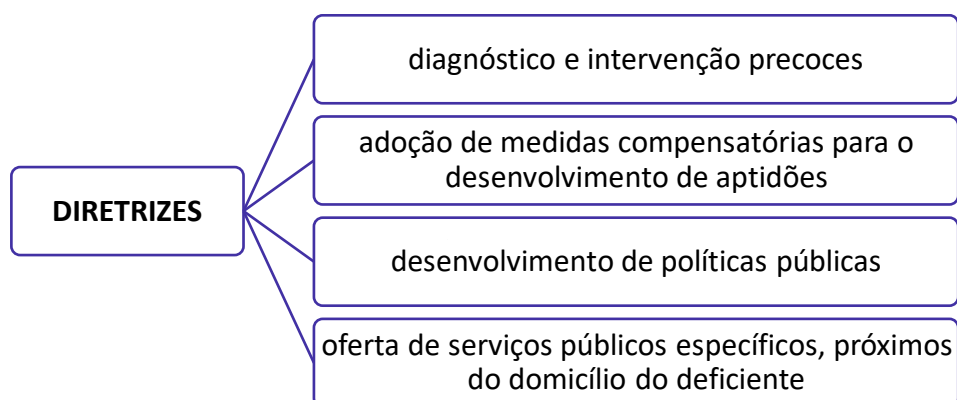 DIRETRIZES
diagnóstico e intervenção precoces
adoção de medidas compensatórias para o
desenvolvimento de aptidões
desenvolvimento de políticas públicas
oferta de serviços públicos específicos, próximos
do domicílio do deficiente